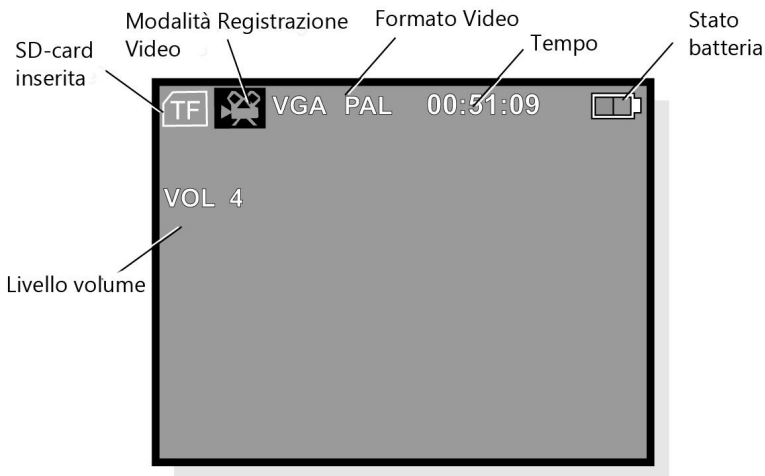 Modalità Registrazione
Video
Formato Video
Tempo
Stato
batteria
SD-card
inserita
TF
VGA PAL 00:51:09
VOL 4
Livello volume